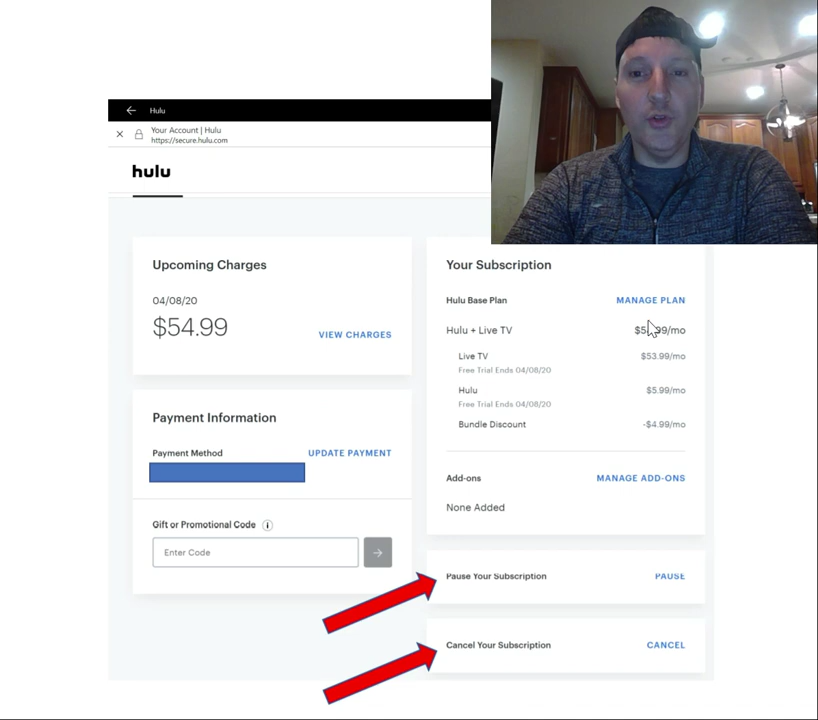 Hulu
Your Account | Hulu
https://secure.hulu.com
hulu
Upcoming Charges
04/08/20
$54.99
VIEW CHARGES
Payment Information
Payment Method
UPDATE PAYMENT
Gift or Promotional Code
Enter Code
Your Subscription
Hulu Base Plan
MANAGE PLAN
Hulu + Live TV
Live TV
$53.99/mo
Free Trial Ends 04/08/20
Hulu
$5.99/mo
Free Trial Ends 04/08/20
Bundle Discount
-$4.99/mo
Add-ons
MANAGE ADD-ONS
None Added
Pause Your Subscription
PAUSE
Cancel Your Subscription
CANCEL